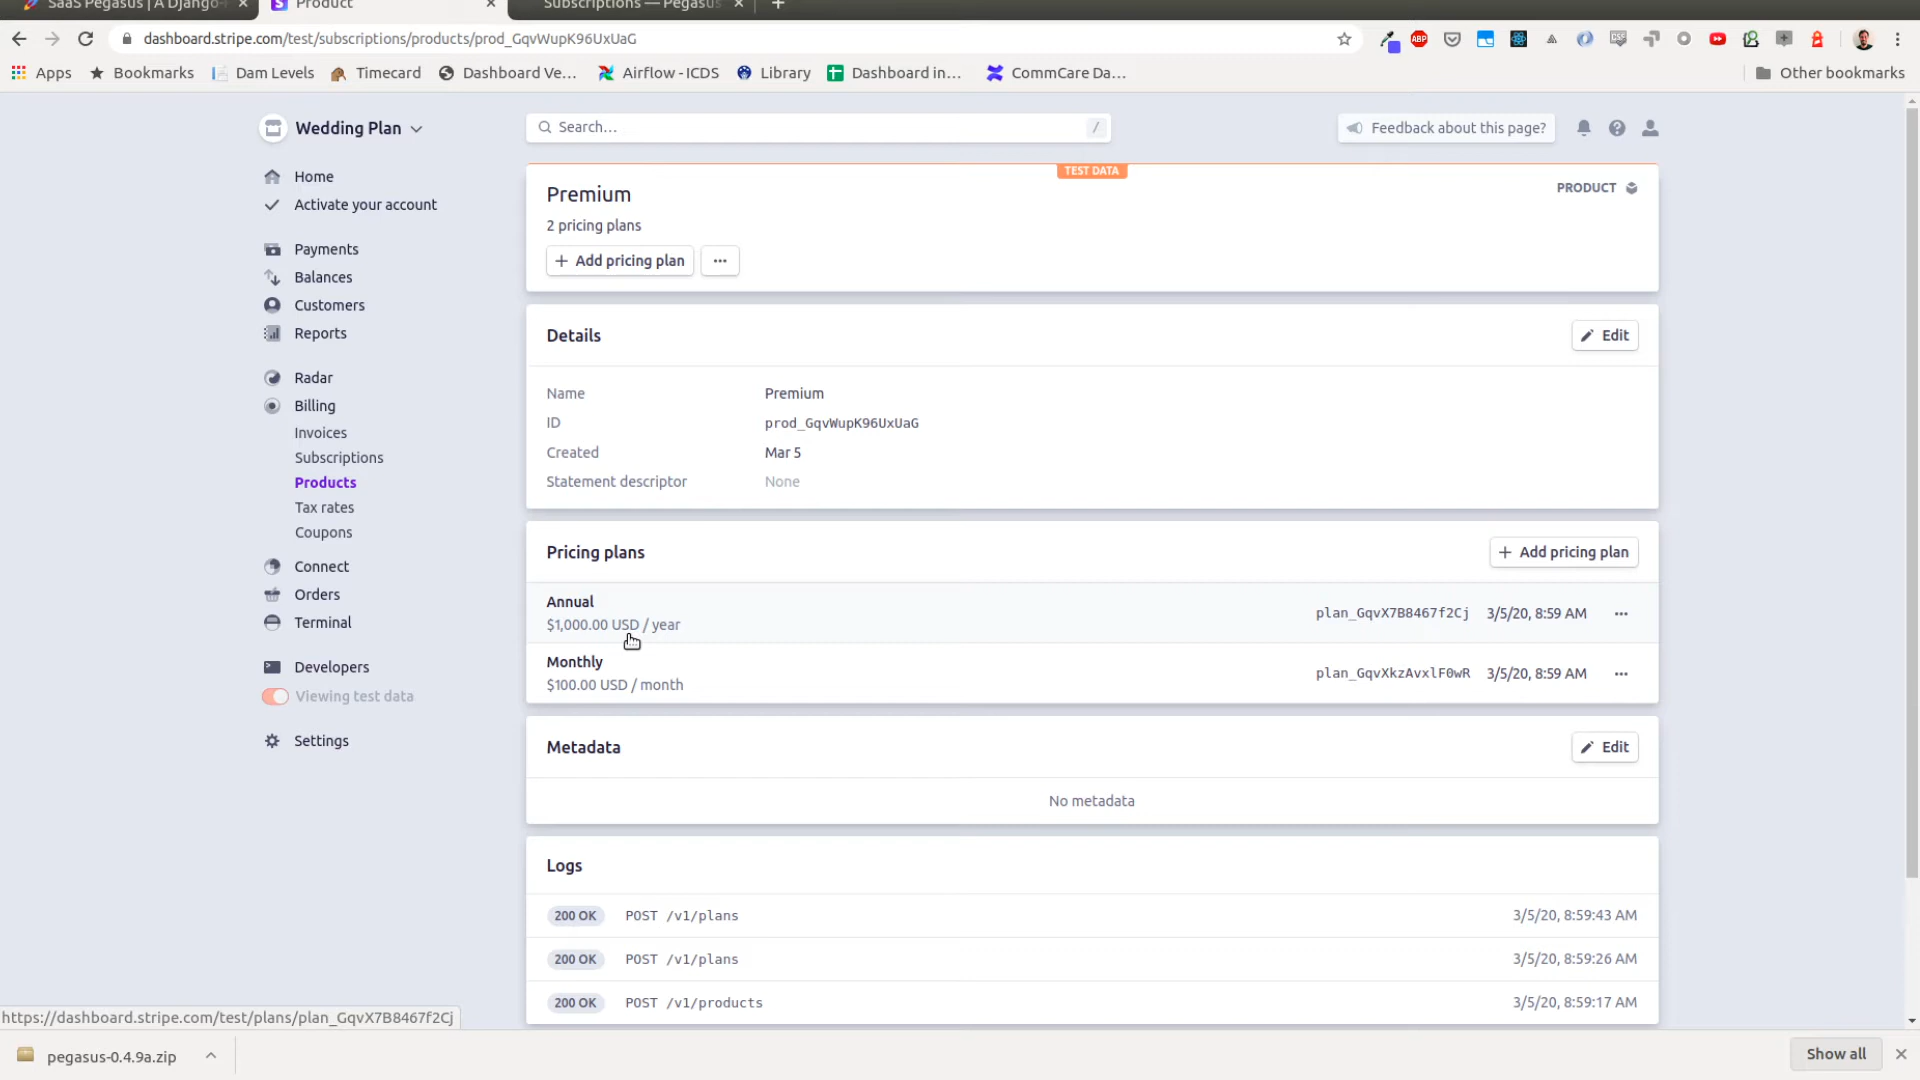 SaaS Pegasus | A Django-
Product
Subscriptions — Pegasus
dashboard.stripe.com/test/subscriptions/products/prod_GqvWupK96UxUaG
ABP
CSS
Apps
Bookmarks
Dam Levels
Timecard
Dashboard Ve...
Airflow - ICDS
Library
Dashboard in...
CommCare Da...
Other bookmarks
Wedding Plan
Search...
/
Feedback about this page?
Home
Activate your account
Payments
Balances
Customers
Reports
Radar
Billing
Invoices
Subscriptions
Products
Tax rates
Coupons
Connect
Orders
Terminal
Developers
Viewing test data
Settings
TEST DATA
Premium
PRODUCT
2 pricing plans
+ Add pricing plan
...
Details
Edit
Name Premium
ID prod_GqvWupK96UxUaG
Created Mar 5
Statement descriptor None
Pricing plans
+ Add pricing plan
Annual
$1,000.00 USD / year
plan_GqvX7B8467f2Cj 3/5/20, 8:59 AM ...
Monthly
$100.00 USD / month
plan_GqvXkzAvxlF0wR 3/5/20, 8:59 AM ...
Metadata
Edit
No metadata
Logs
200 OK POST /v1/plans 3/5/20, 8:59:43 AM
200 OK POST /v1/plans 3/5/20, 8:59:26 AM
200 OK POST /v1/products 3/5/20, 8:59:17 AM
https://dashboard.stripe.com/test/plans/plan_GqvX7B8467f2Cj
pegasus-0.4.9a.zip
Show all